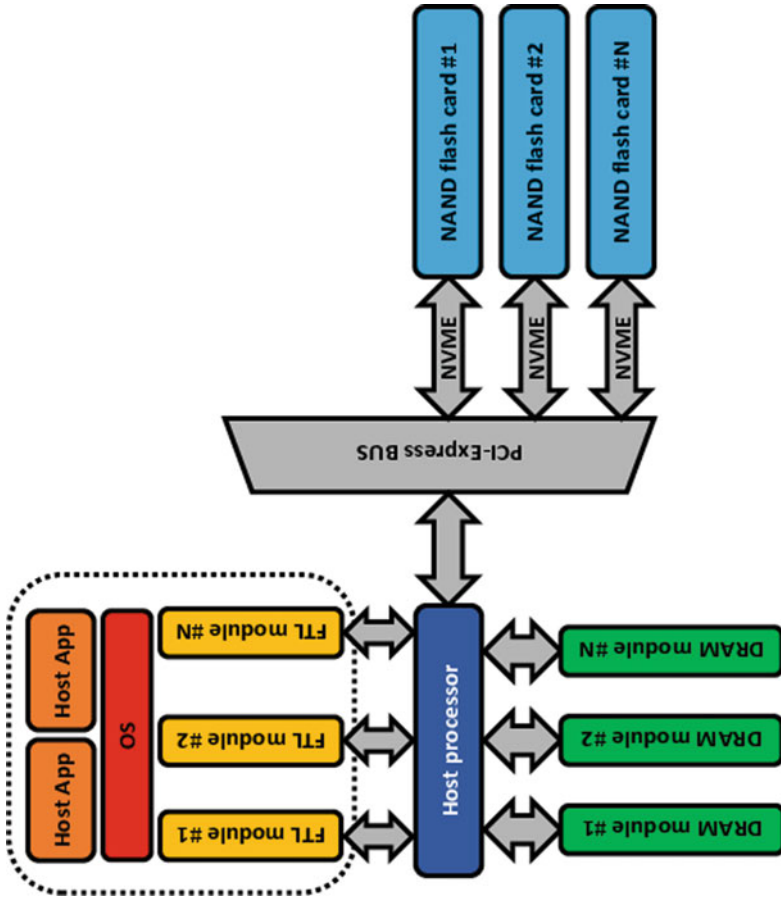 Host App
Host App
OS
FTL module #1
FTL module #2
FTL module #N
Host processor
DRAM module #1
DRAM module #2
DRAM module #N
PCI-Express BUS
NVME
NVME
NVME
NAND flash card #1
NAND flash card #2
NAND flash card #N